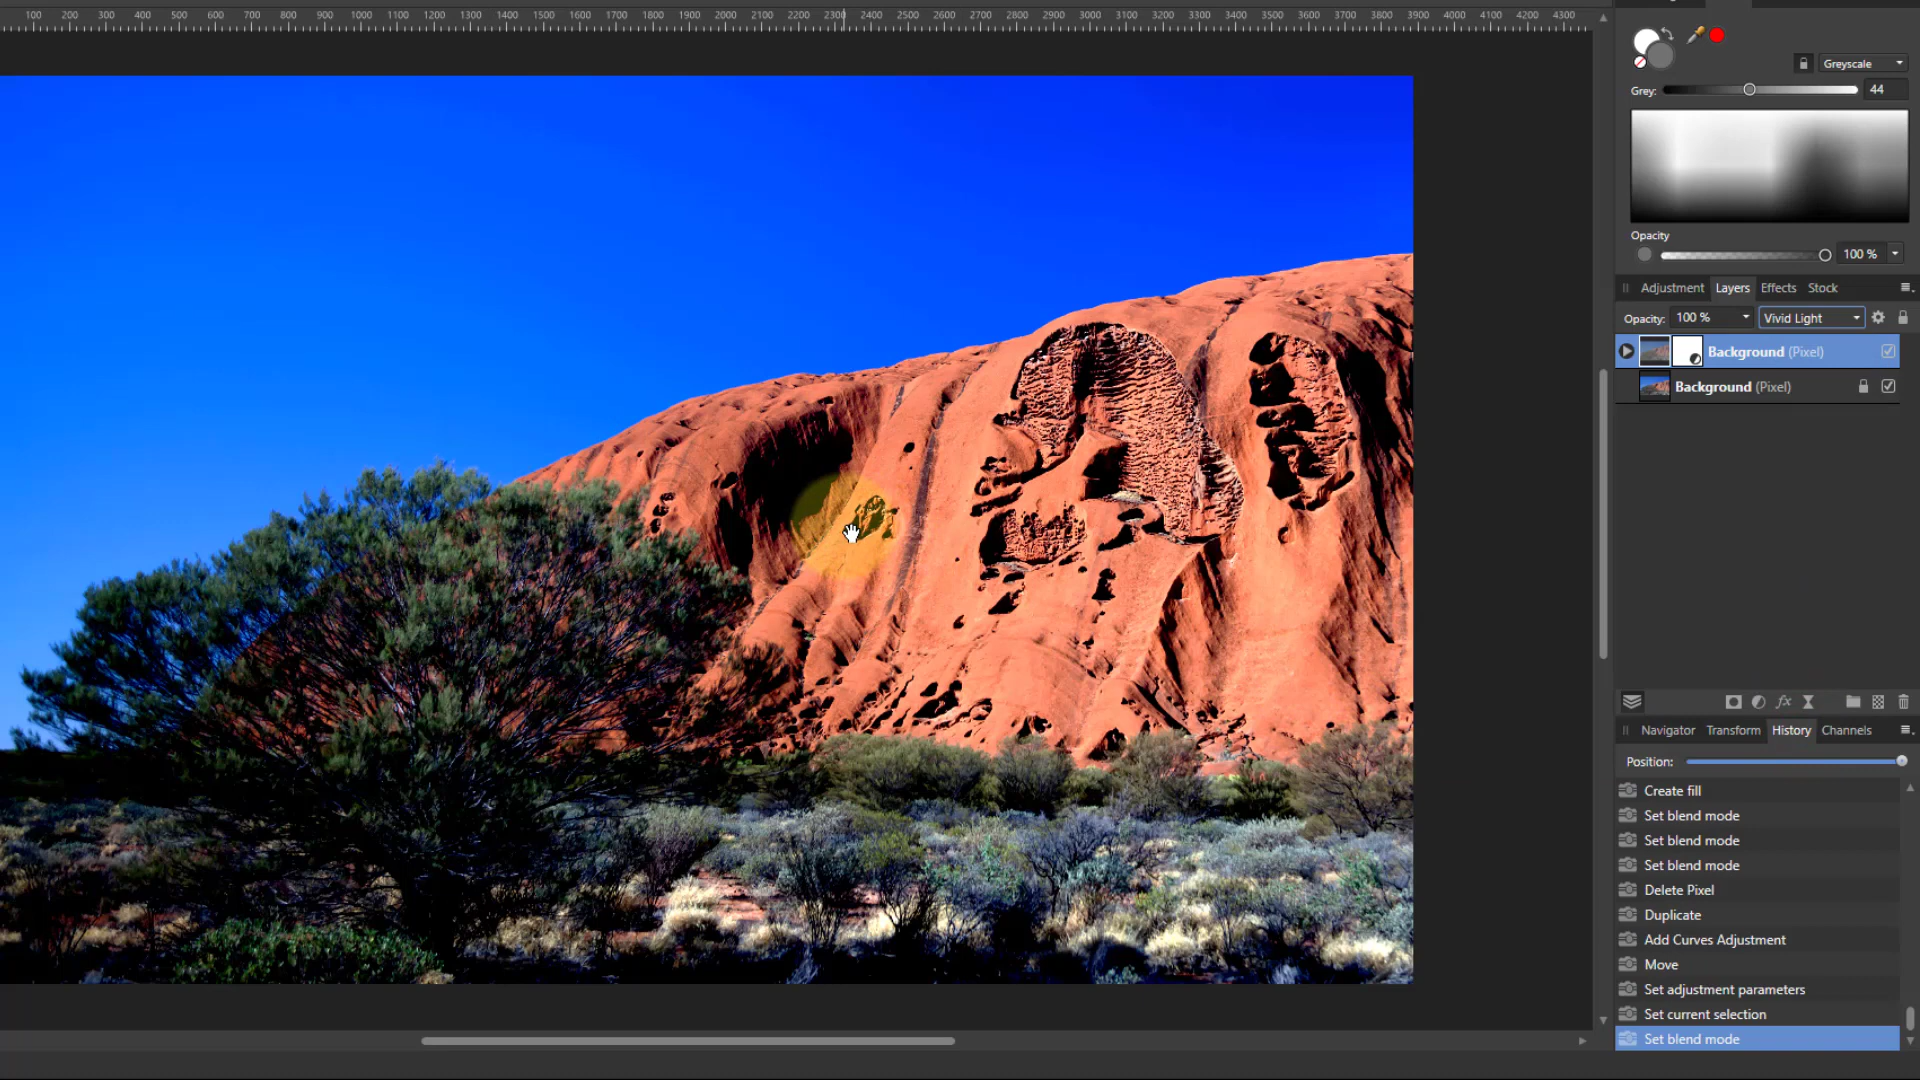 100 200 300 400 500 600 700 800 900 1000 1100 1200 1300 1400 1500 1600 1700 1800 1900 2000 2100 2200 2300 2400 2500 2600 2700 2800 2900 3000 3100 3200 3300 3400 3500 3600 3700 3800 3900 4000 4100 4200 4300
Greyscale
Grey: 44
Opacity
100 %
Adjustment Layers Effects Stock
Opacity: 100 % Vivid Light
Background (Pixel)
Background (Pixel)
fx
Navigator Transform History Channels
Position:
Create fill
Set blend mode
Set blend mode
Set blend mode
Delete Pixel
Duplicate
Add Curves Adjustment
Move
Set adjustment parameters
Set current selection
Set blend mode